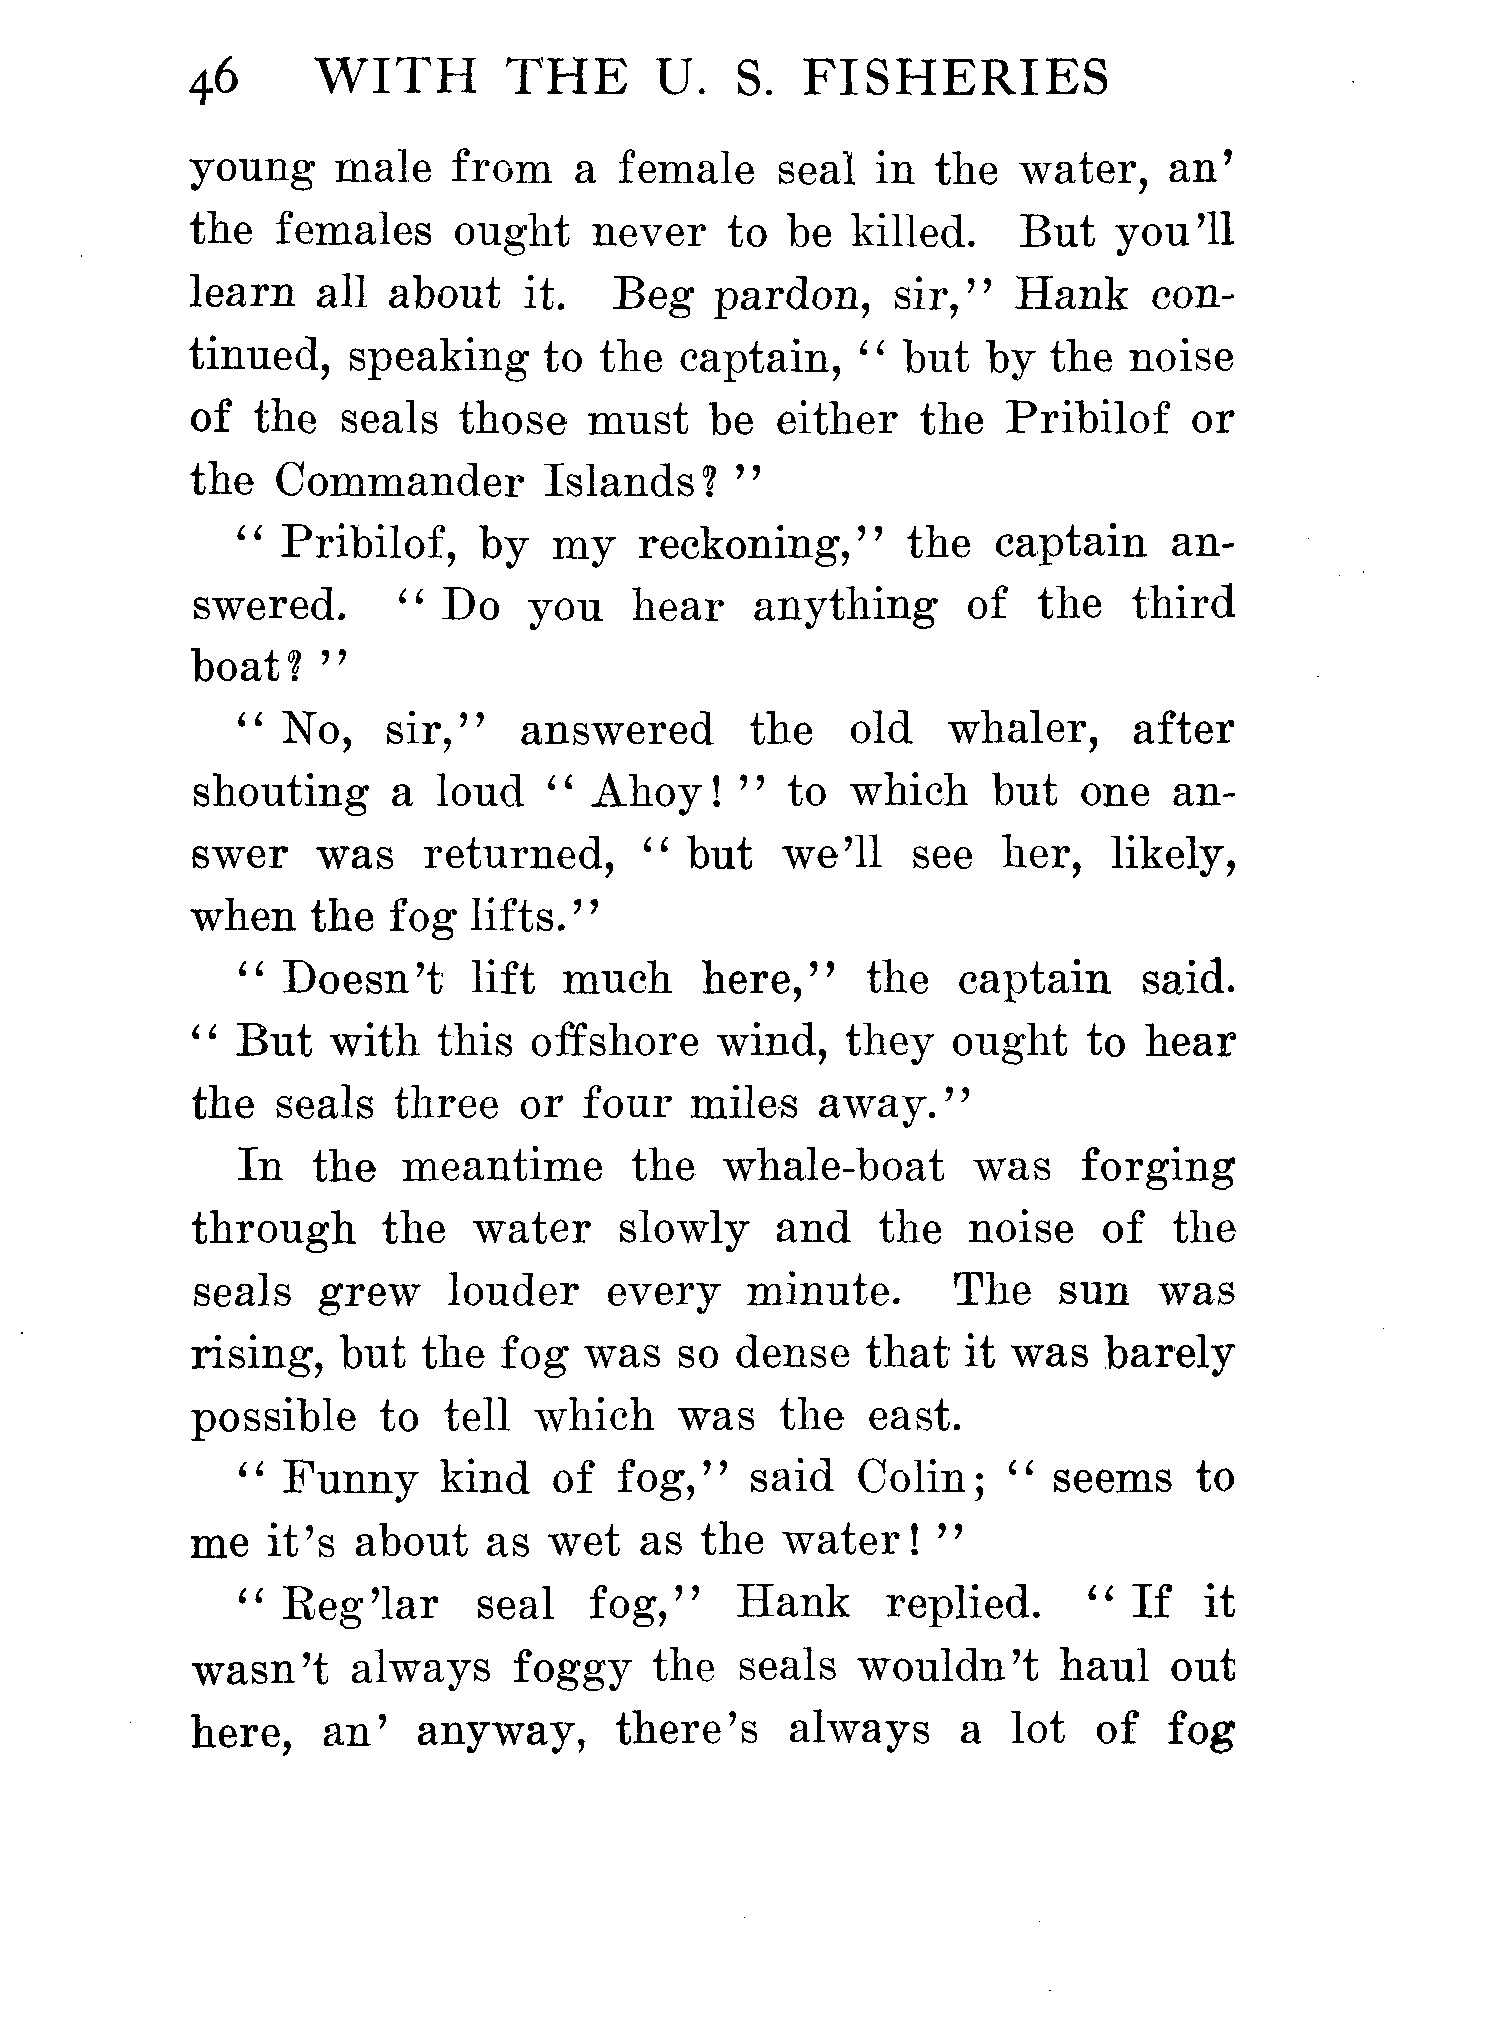 46 WITH THE U. S. FISHERIES
young male from a female seal in the water, an'
the females ought never to be killed. But you'll
learn all about it. Beg pardon, sir,'' Hank con-
tinued, speaking to the captain, '' but by the noise
of the seals those must be either the Pribilof or
the Commander Islands? ''
'' Pribilof, by my reckoning,'' the captain an-
swered. '' Do you hear anything of the third
boat? ''
'' No, sir,'' answered the old whaler, after
shouting a loud '' Ahoy! '' to which but one an-
swer was returned, '' but we'll see her, likely,
when the fog lifts.''
'' Doesn't lift much here,'' the captain said.
'' But with this offshore wind, they ought to hear
the seals three or four miles away.''
In the meantime the whale-boat was forging
through the water slowly and the noise of the
seals grew louder every minute. The sun was
rising, but the fog was so dense that it was barely
possible to tell which was the east.
'' Funny kind of fog,'' said Colin; '' seems to
me it's about as wet as the water! ''
'' Reg'lar seal fog,'' Hank replied. '' If it
wasn't always foggy the seals wouldn't haul out
here, an' anyway, there's always a lot of fog